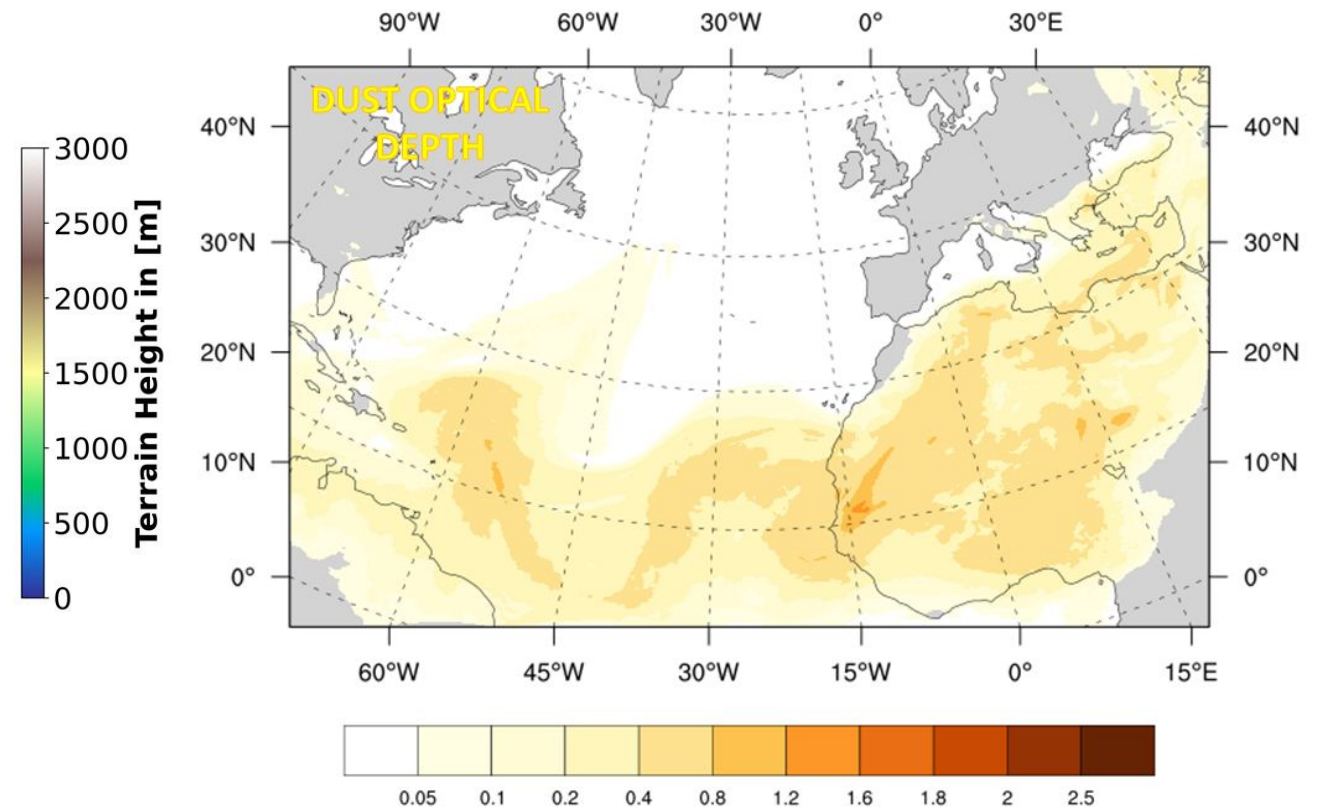 90°W 60°W 30°W 0° 30°E
DUST OPTICAL
DEPTH
40°N 40°N
30°N 30°N
20°N 20°N
10°N 10°N
0° 0°
60°W 45°W 30°W 15°W 0° 15°E
3000
2500
2000
1500
1000
500
0
Terrain Height in [m]
0.05 0.1 0.2 0.4 0.8 1.2 1.6 1.8 2 2.5